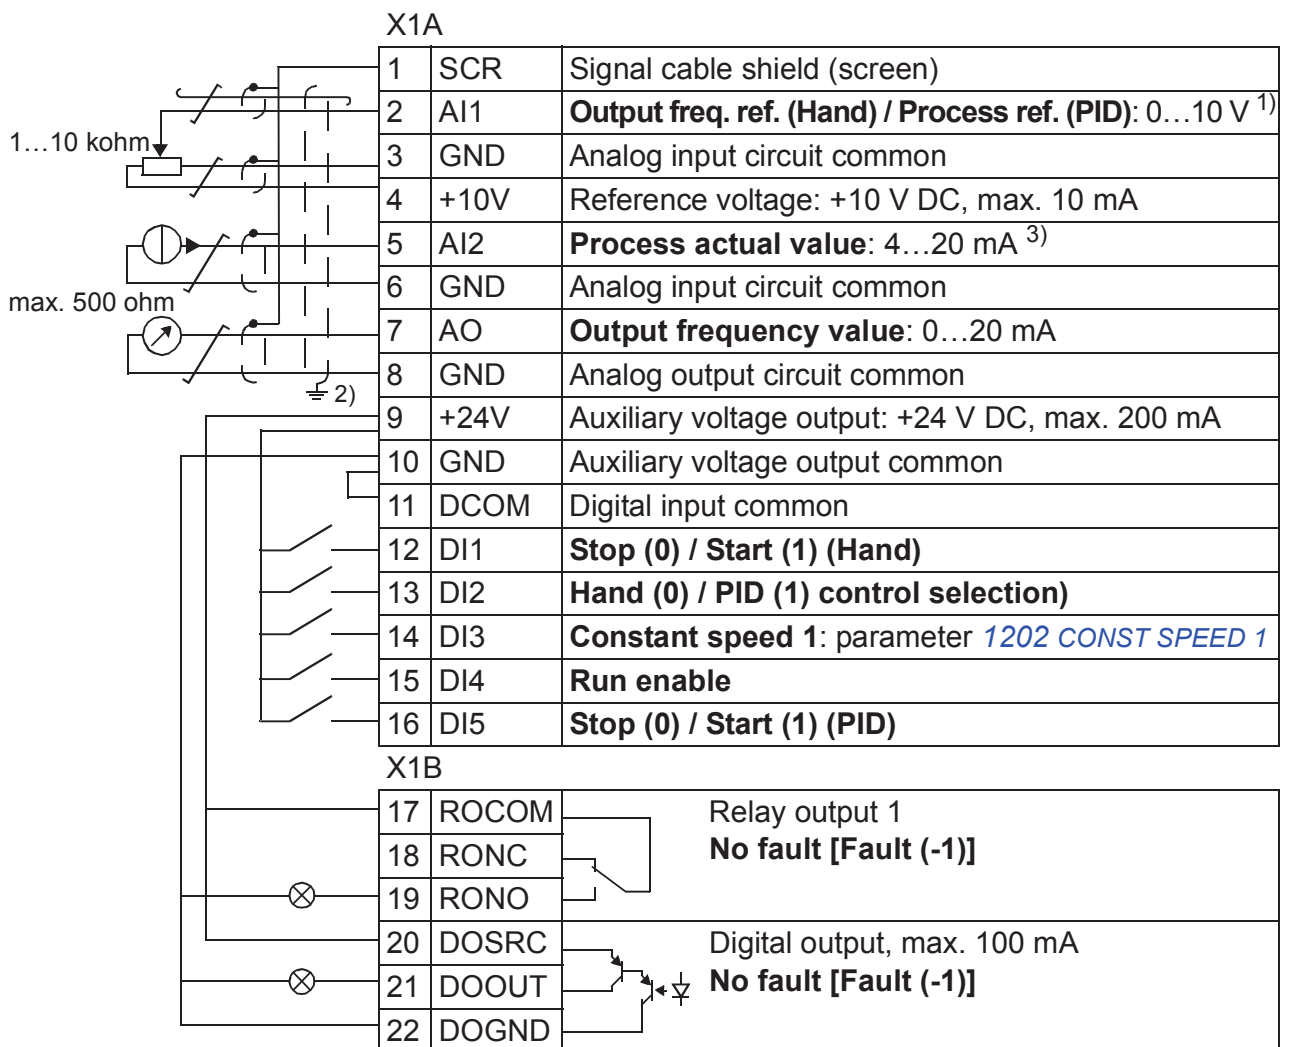 X1A
1 SCR Signal cable shield (screen)
2 AI1 Output freq. ref. (Hand) / Process ref. (PID): 0…10 V 1)
1…10 kohm
3 GND Analog input circuit common
4 +10V Reference voltage: +10 V DC, max. 10 mA
5 AI2 Process actual value: 4…20 mA 3)
6 GND Analog input circuit common
max. 500 ohm
7 AO Output frequency value: 0…20 mA
8 GND Analog output circuit common
2)
9 +24V Auxiliary voltage output: +24 V DC, max. 200 mA
10 GND Auxiliary voltage output common
11 DCOM Digital input common
12 DI1 Stop (0) / Start (1) (Hand)
13 DI2 Hand (0) / PID (1) control selection)
14 DI3 Constant speed 1: parameter 1202 CONST SPEED 1
15 DI4 Run enable
16 DI5 Stop (0) / Start (1) (PID)
X1B
17 ROCOM Relay output 1
18 RONC No fault [Fault (-1)]
19 RONO
20 DOSRC Digital output, max. 100 mA
21 DOOUT No fault [Fault (-1)]
22 DOGND